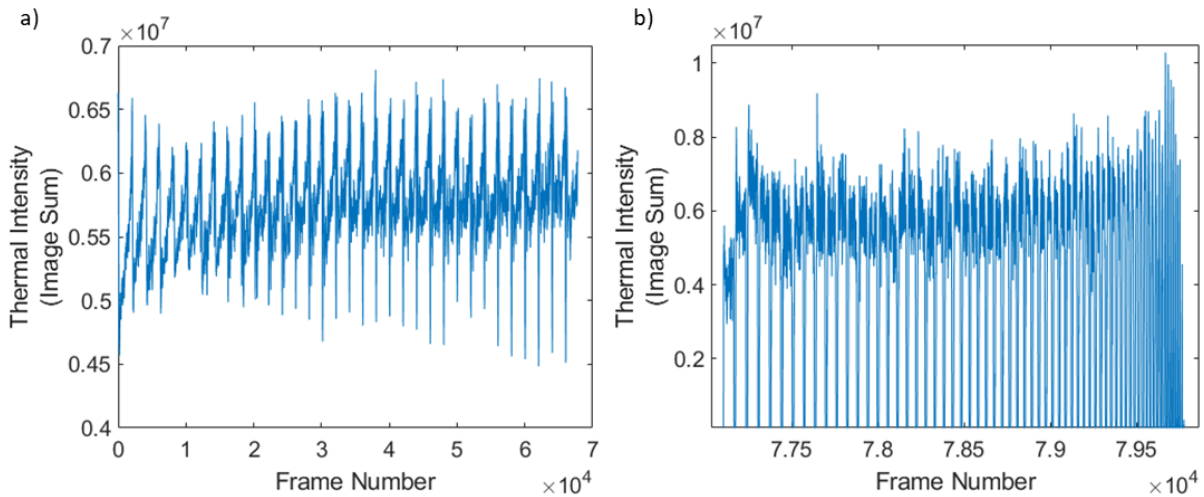 a)
×10⁷
0.7
0.65
0.6
0.55
0.5
0.45
0.4
Thermal Intensity
(Image Sum)
0 1 2 3 4 5 6 7
Frame Number
×10⁴
b)
×10⁷
1
0.8
0.6
0.4
0.2
Thermal Intensity
(Image Sum)
7.75 7.8 7.85 7.9 7.95
Frame Number
×10⁴